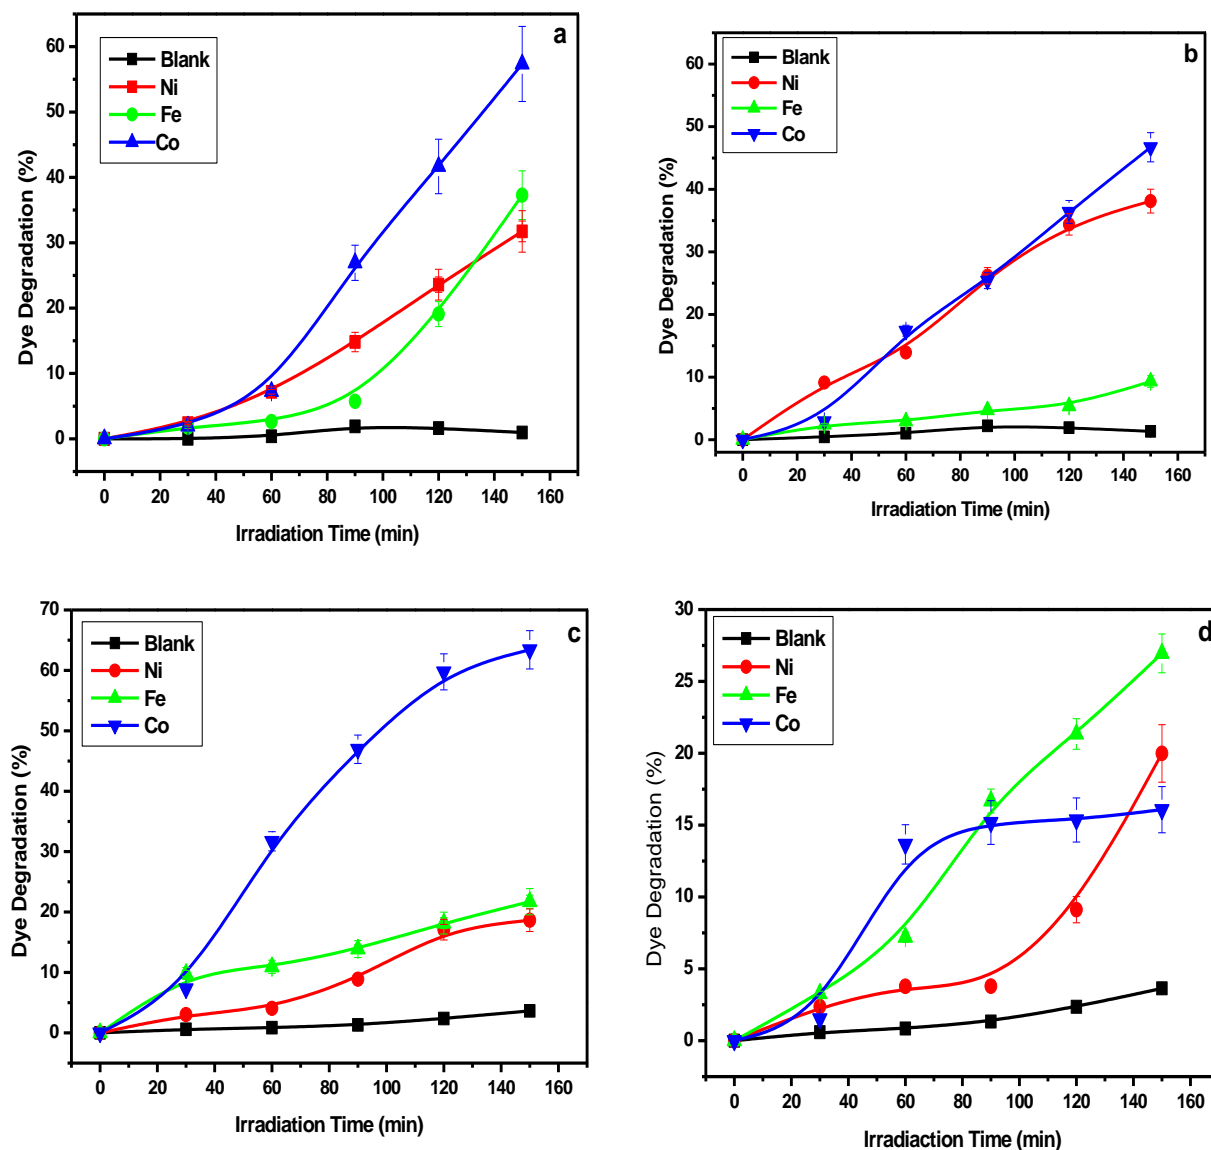 a
Blank
Ni
Fe
Co
Dye Degradation (%)
60
50
40
30
20
10
0
0 20 40 60 80 100 120 140 160
Irradiation Time (min)
b
Blank
Ni
Fe
Co
Dye Degradation (%)
60
50
40
30
20
10
0
0 20 40 60 80 100 120 140 160
Irradiation Time (min)
c
Blank
Ni
Fe
Co
Dye Degradation (%)
70
60
50
40
30
20
10
0
0 20 40 60 80 100 120 140 160
Irradiation Time (min)
d
Blank
Ni
Fe
Co
Dye Degradation (%)
30
25
20
15
10
5
0
0 20 40 60 80 100 120 140 160
Irradiaction Time (min)